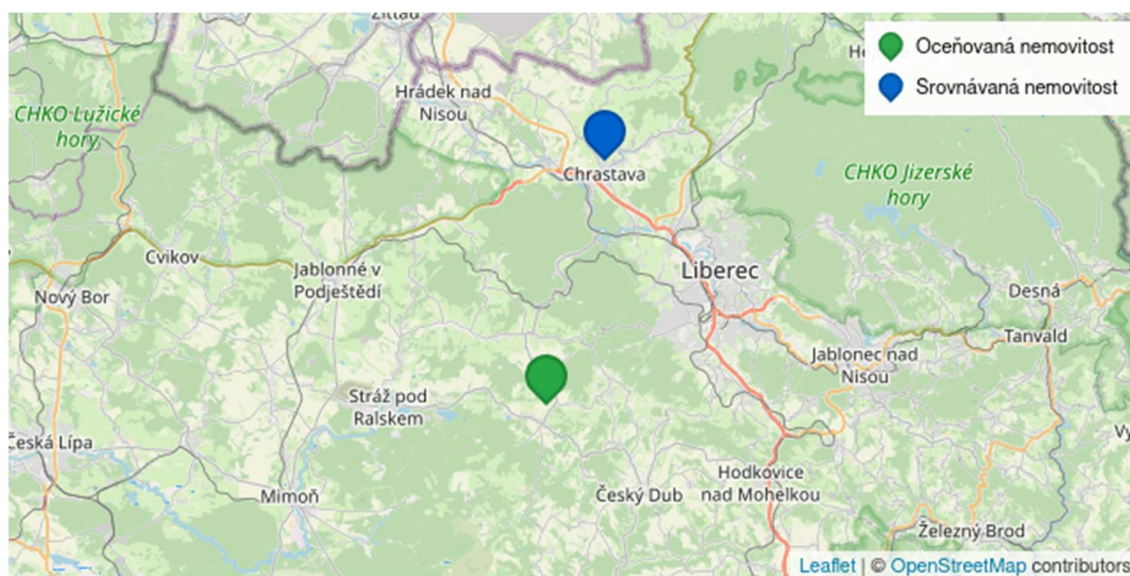 Zittau
Oceňovaná nemovitost
Srovnávaná nemovitost
Hrádek nad
Nisou
CHKO Lužické
hory
Chrastava
CHKO Jizerské
hory
Cvikov
Jablonné v
Podještědí
Liberec
Nový Bor
Desná
Tanvald
Jablonec nad
Nisou
Stráž pod
Ralskem
Česká Lípa
Hodkovice
nad Mohelkou
Český Dub
Mimoň
Železný Brod
Leaflet | © OpenStreetMap contributors